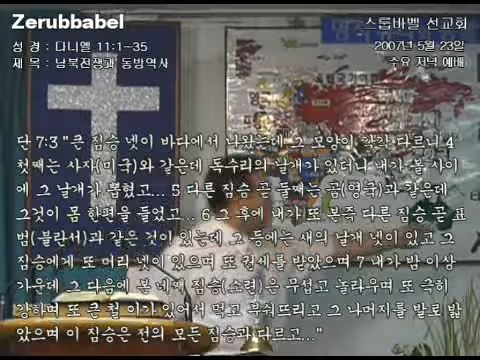 Zerubbabel
스룹바벨 선교회
성 경 : 다니엘 11:1~35
2007년 5월 23일
제 목 : 남북전쟁과 동방역사
수요 저녁 예배
단 7:3 "큰 짐승 넷이 바다에서 나왔는데 그 모양이 각각 다르니 4
첫째는 사자(미국)와 같은데 독수리의 날개가 있더니 내가 볼 사이
에 그 날개가 뽑혔고... 5 다른 짐승 곧 둘째는 곰(영국)과 같은데
그것이 몸 한편을 들었고... 6 그 후에 내가 또 본즉 다른 짐승 곧 표
범(불란서)과 같은 것이 있는데 그 등에는 새의 날개 넷이 있고 그
짐승에게 또 머리 넷이 있으며 또 권세를 받았으며 7 내가 밤 이상
가운데 그 다음에 본 네째 짐승(소련)은 무섭고 놀라우며 또 극히
강하며 또 큰 철 이가 있어서 먹고 부숴뜨리고 그 나머지를 발로 밟
았으며 이 짐승은 전의 모든 짐승과 다르고..."